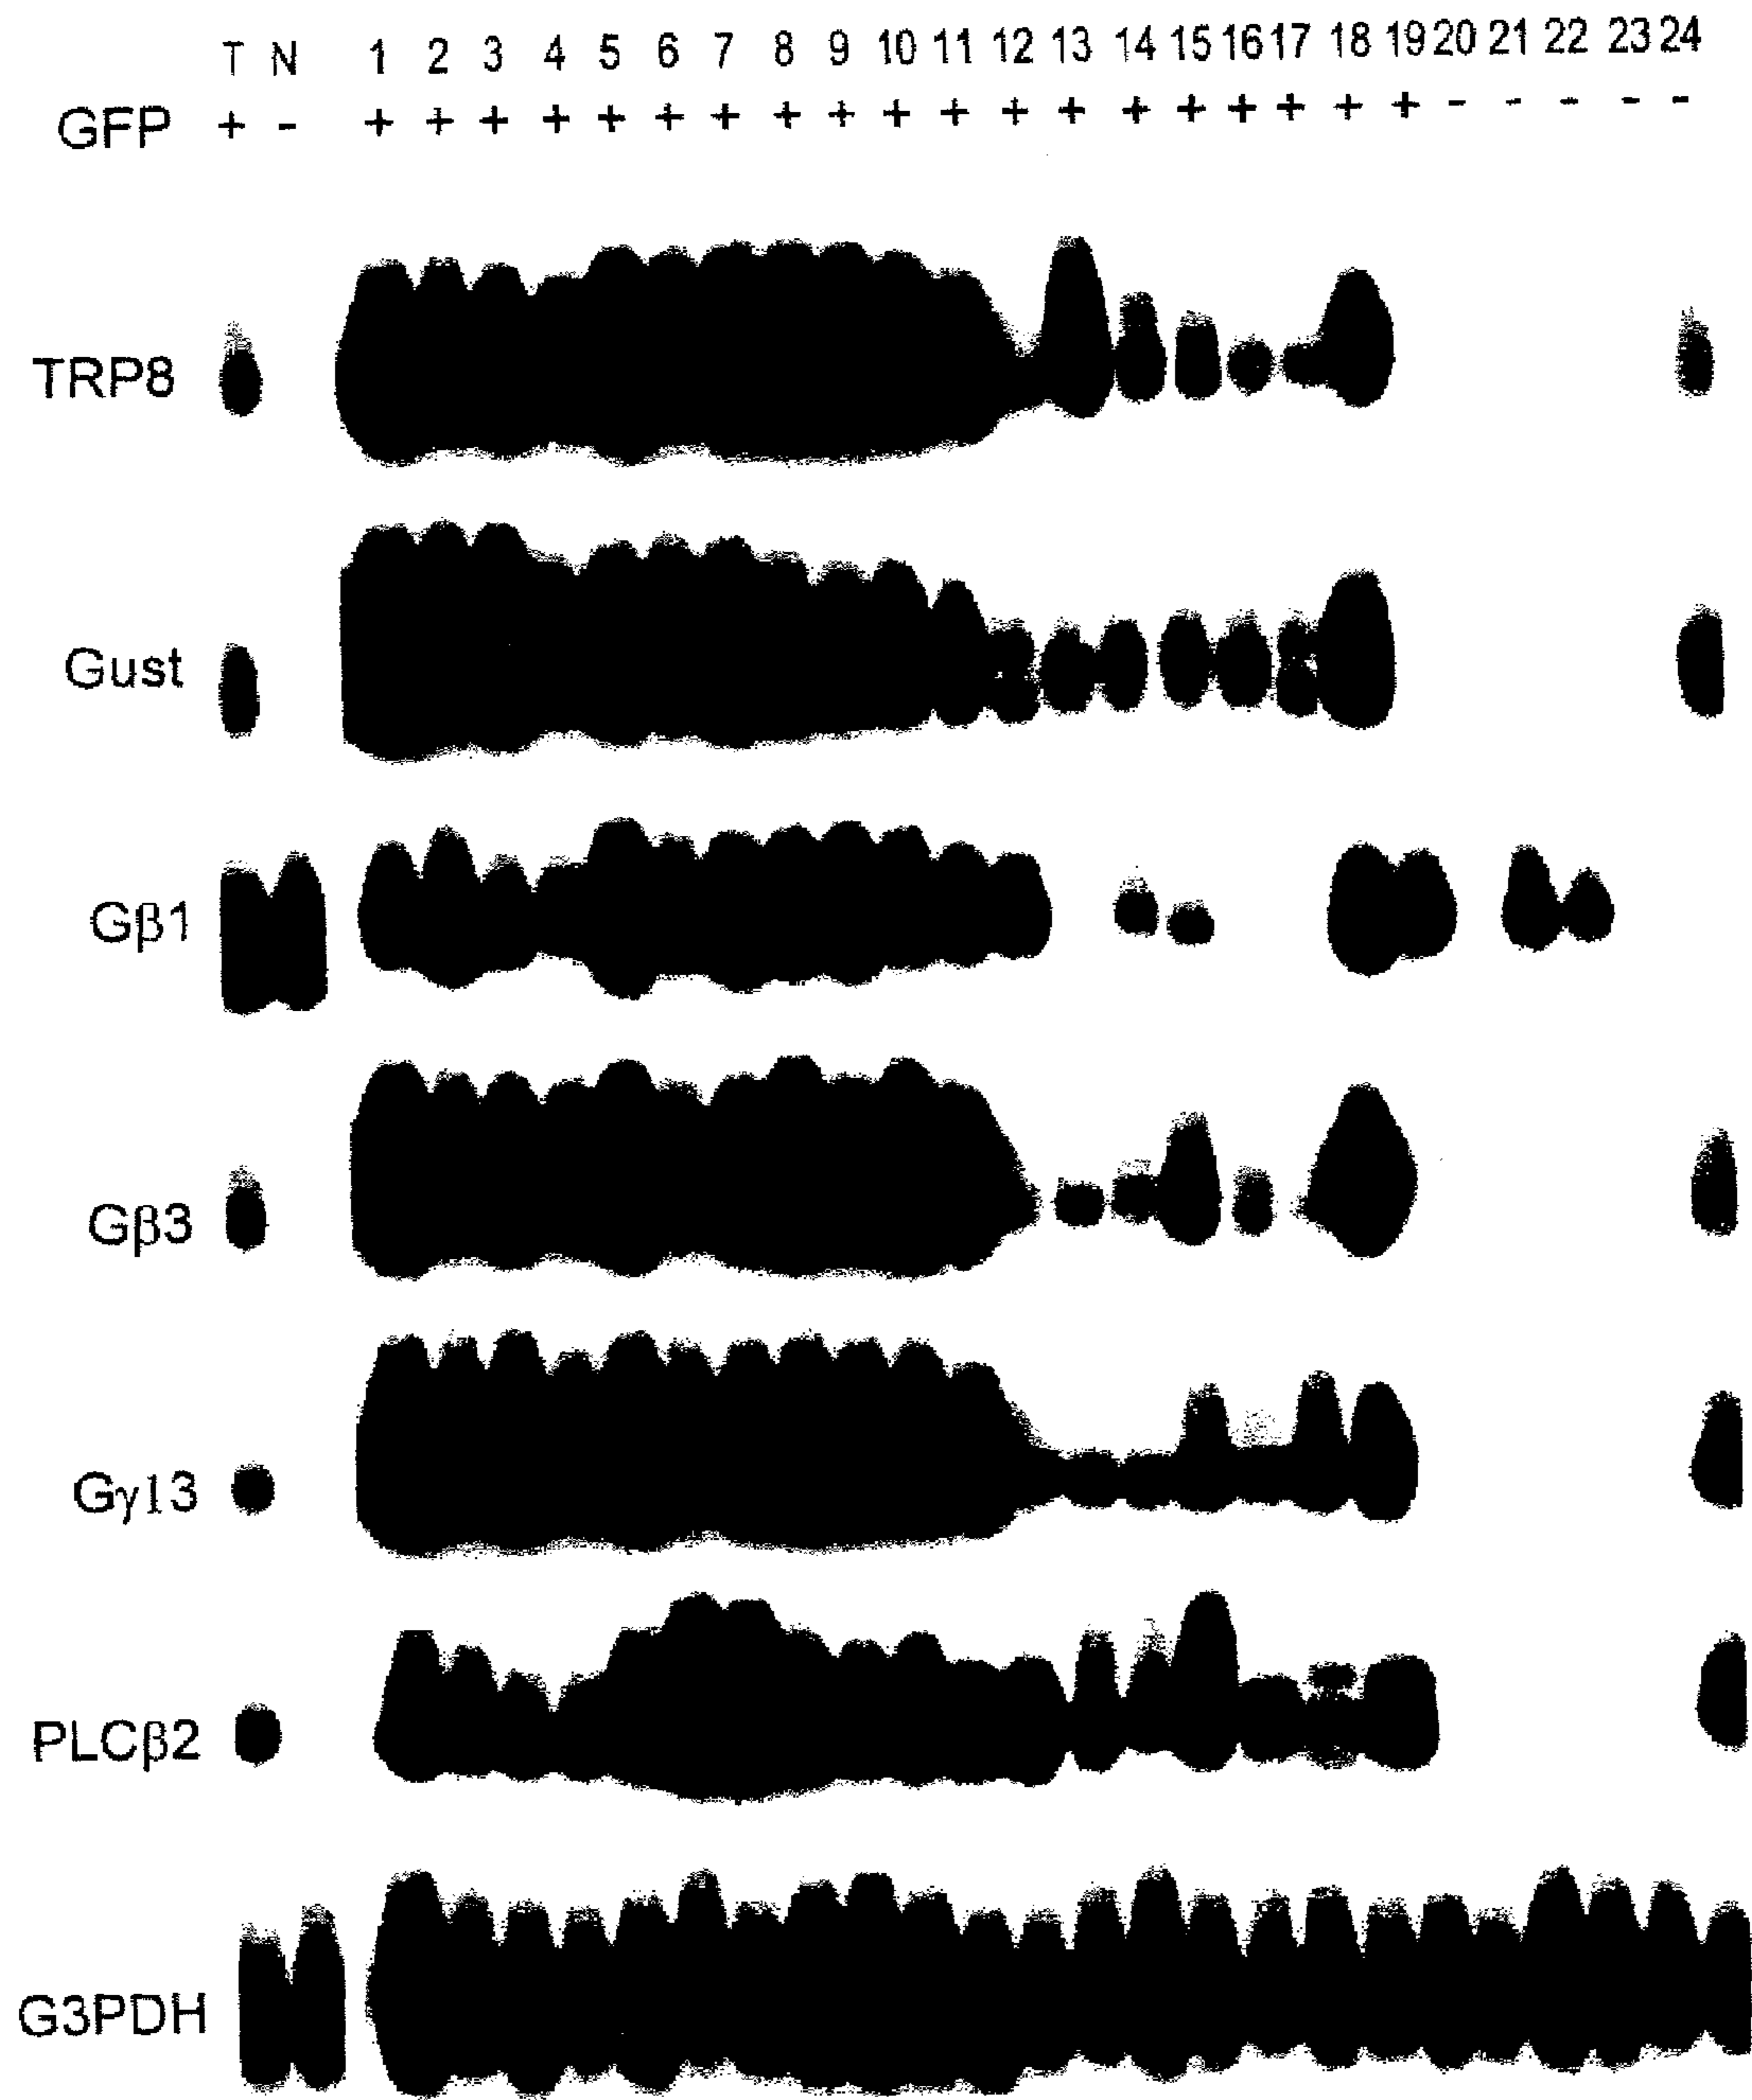 T N 1 2 3 4 5 6 7 8 9 10 11 12 13 14 15 16 17 18 19 20 21 22 23 24
GFP + - + + + + + + + + + + + + + + + + + + + - - - - -
TRP8
Gust
Gβ1
Gβ3
Gγ13
PLCβ2
G3PDH